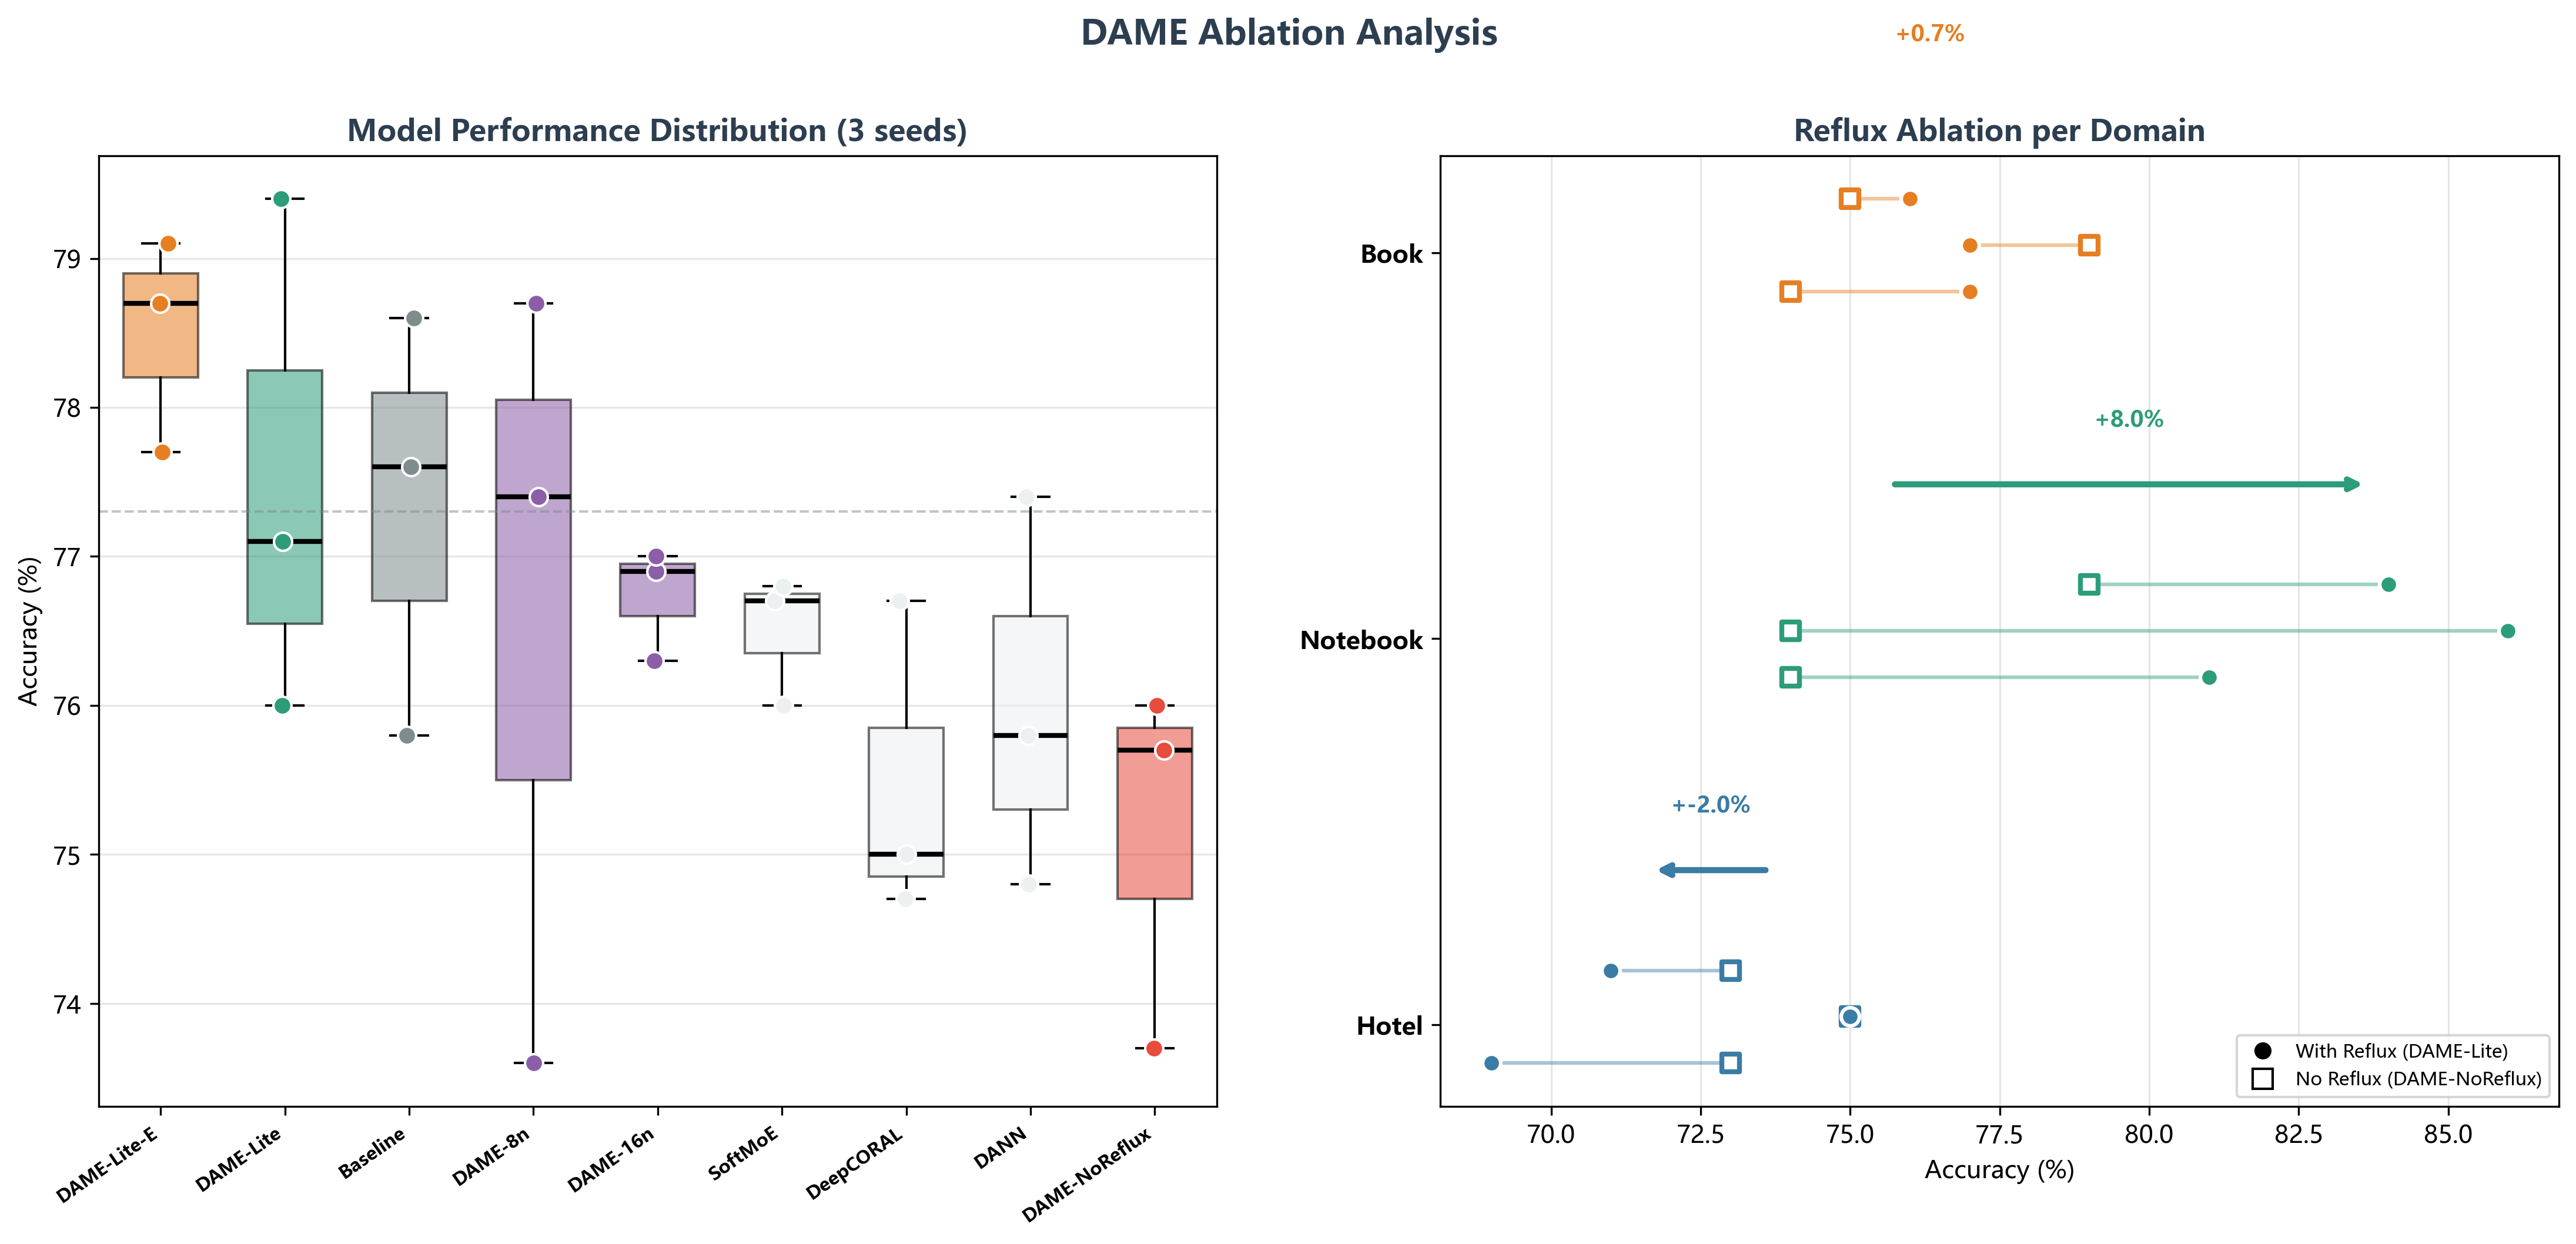 DAME Ablation Analysis
+0.7%
Model Performance Distribution (3 seeds)
Accuracy (%)
79
78
77
76
75
74
DAME-Lite-E
DAME-Lite
Baseline
DAME-8n
DAME-16n
SoftMoE
DeepCORAL
DANN
DAME-NoReflux
Reflux Ablation per Domain
Book
+8.0%
Notebook
+-2.0%
Hotel
With Reflux (DAME-Lite)
No Reflux (DAME-NoReflux)
70.0
72.5
75.0
77.5
80.0
82.5
85.0
Accuracy (%)